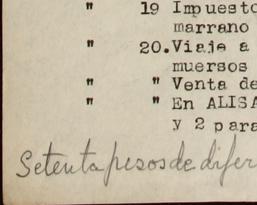 " 19 Impuesto
marrano
" 20. Viaje a
muersos
" " Venta de
" " En ALISA
y 2 para
Setenta pesos de difer